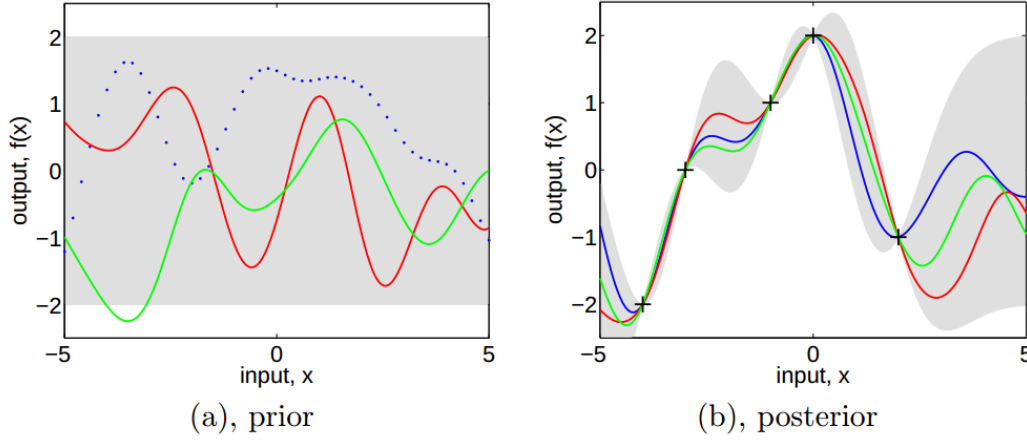 2
1
0
−1
−2
output, f(x)
−5
0
5
input, x
(a), prior
2
1
0
−1
−2
output, f(x)
−5
0
5
input, x
(b), posterior